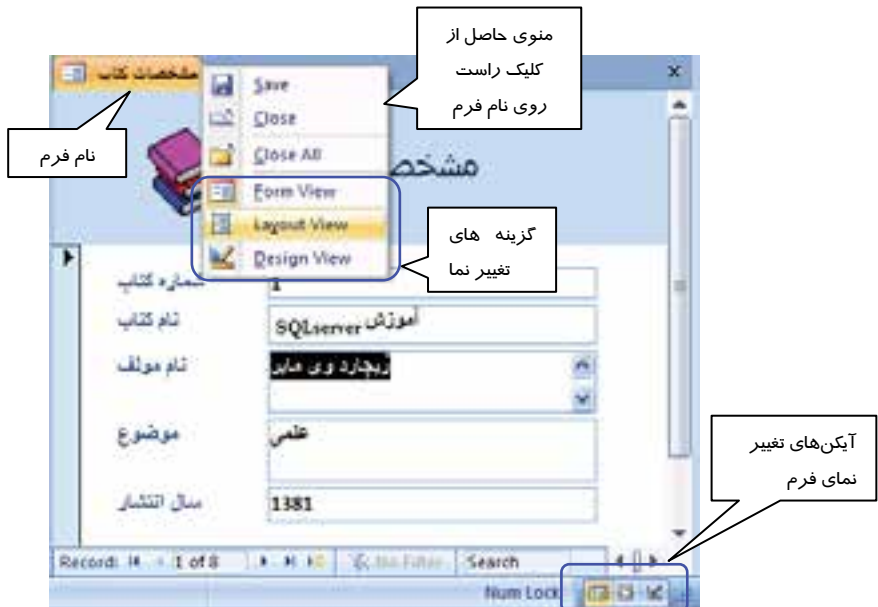 منوی حاصل از
کلیک راست
روی نام فرم
مشخصات کتاب
نام فرم
Save
Close
Close All
Form View
Layout View
Design View
مشخص
گزینه های
تغییر نما
شماره کتاب
1
نام کتاب
آموزش SQLserver
نام مولف
ریچارد وی مایر
موضوع
علمی
سال انتشار
1381
آیکن‌های تغییر
نمای فرم
Record: 1 of 8 No Filter Search
Num Lock